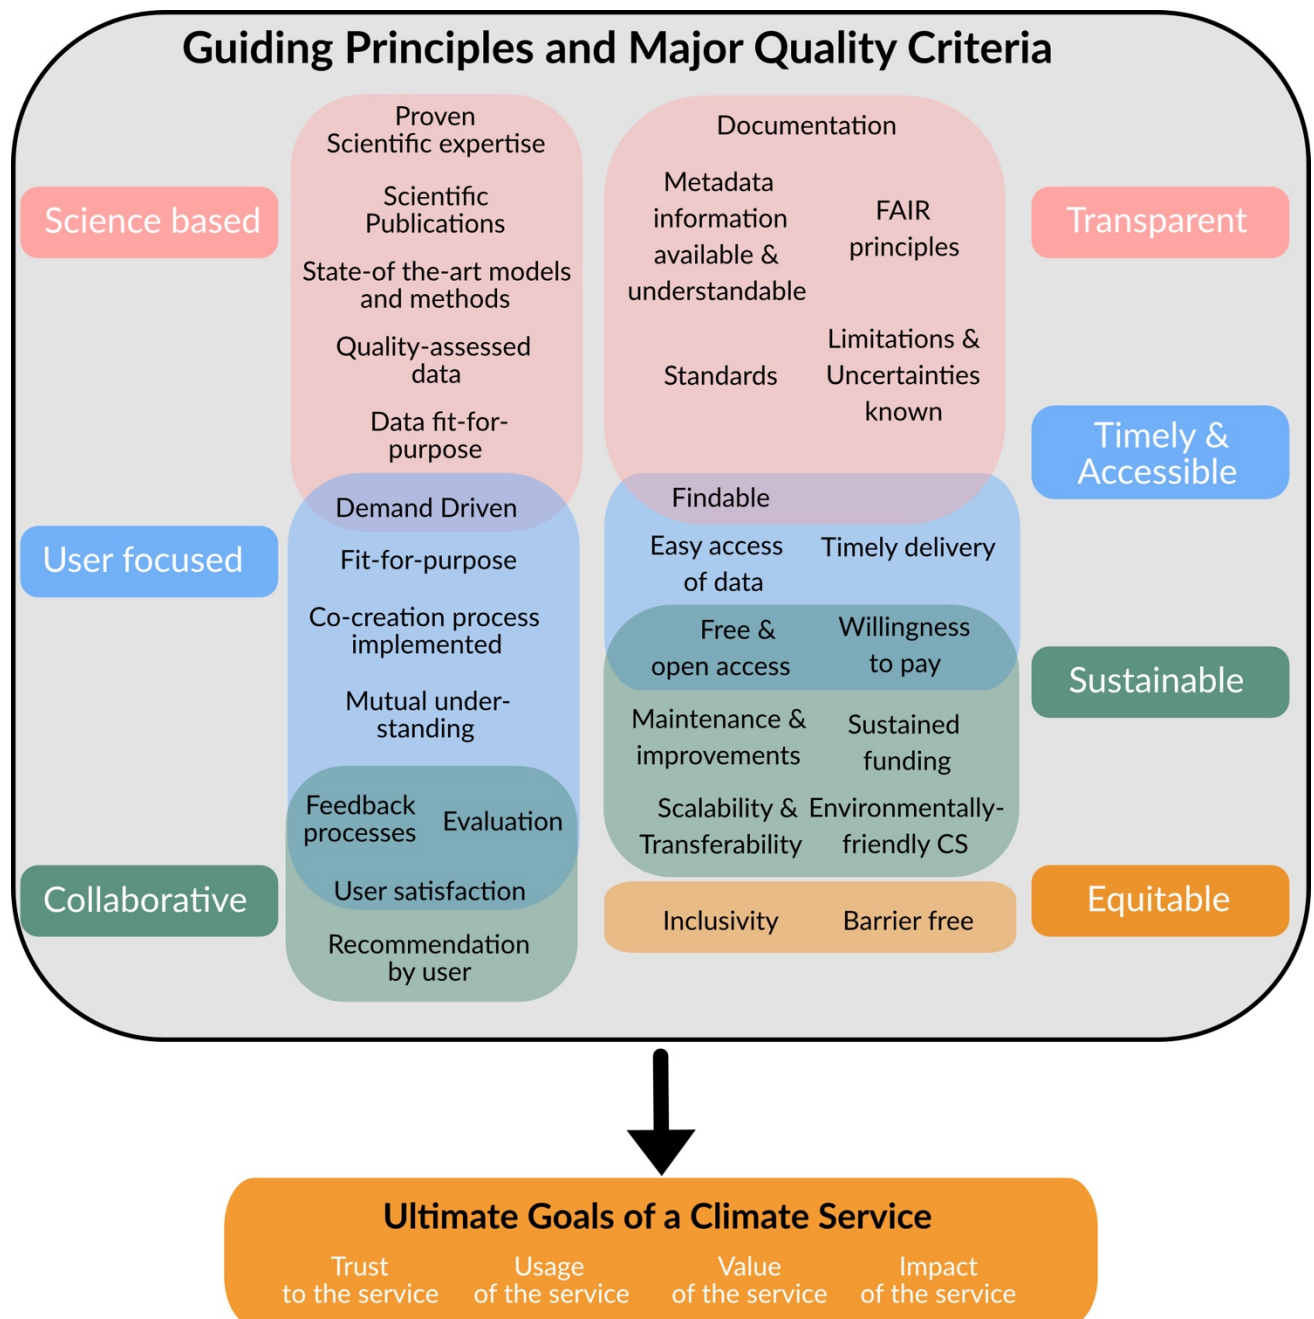 Guiding Principles and Major Quality Criteria
Science based
User focused
Collaborative
Proven
Scientific expertise
Scientific
Publications
State-of the-art models
and methods
Quality-assessed
data
Data fit-for-
purpose
Demand Driven
Fit-for-purpose
Co-creation process
implemented
Mutual under-
standing
Feedback
processes
Evaluation
User satisfaction
Recommendation
by user
Documentation
Metadata
information
available &
understandable
FAIR
principles
Standards
Limitations &
Uncertainties
known
Findable
Easy access
of data
Timely delivery
Free &
open access
Willingness
to pay
Maintenance &
improvements
Sustained
funding
Scalability &
Transferability
Environmentally-
friendly CS
Inclusivity
Barrier free
Transparent
Timely &
Accessible
Sustainable
Equitable
Ultimate Goals of a Climate Service
Trust
to the service
Usage
of the service
Value
of the service
Impact
of the service